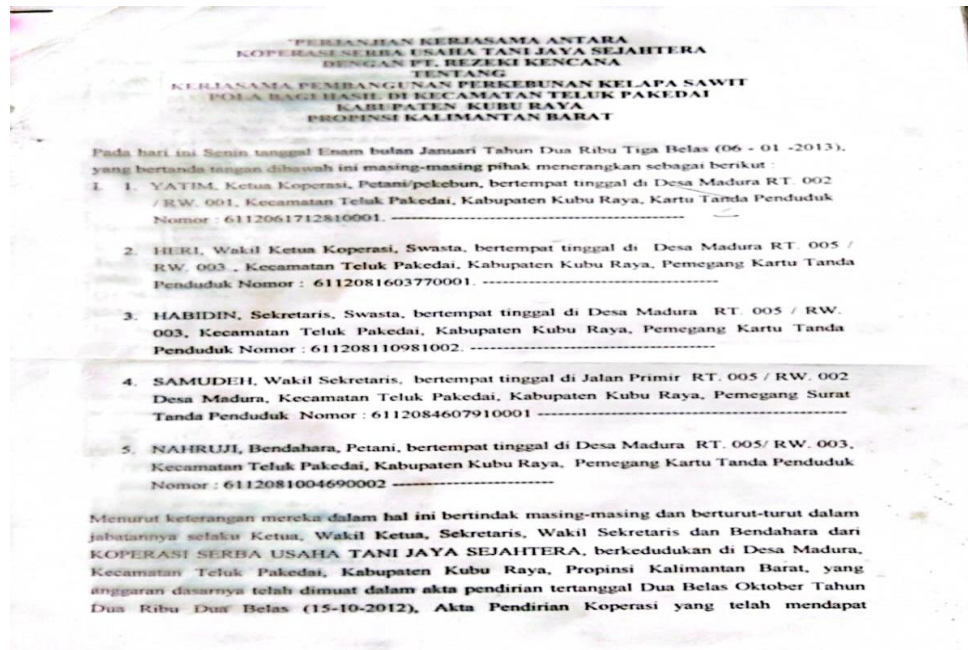 "PERJANJIAN KERJASAMA ANTARA
KOPERASI SERBA USAHA TANI JAYA SEJAHTERA
DENGAN PT. REZEKI KENCANA
TENTANG
KERJASAMA PEMBANGUNAN PERKEBUNAN KELAPA SAWIT
POLA BAGI HASIL DI KECAMATAN TELUK PAKEDAI
KABUPATEN KUBU RAYA
PROPINSI KALIMANTAN BARAT
Pada hari ini Senin tanggal Enam bulan Januari Tahun Dua Ribu Tiga Belas (06 - 01 -2013),
yang bertanda tangan dibawah ini masing-masing pihak menerangkan sebagai berikut :
I. 1. YATIM, Ketua Koperasi, Petani/pekebun, bertempat tinggal di Desa Madura RT. 002
/ RW. 001, Kecamatan Teluk Pakedai, Kabupaten Kubu Raya, Kartu Tanda Penduduk
Nomor : 6112061712810001. ----------------------------------------
2. HERI, Wakil Ketua Koperasi, Swasta, bertempat tinggal di Desa Madura RT. 005 /
RW. 003 , Kecamatan Teluk Pakedai, Kabupaten Kubu Raya, Pemegang Kartu Tanda
Penduduk Nomor : 6112081603770001. --------------------------------
3. HABIDIN, Sekretaris, Swasta, bertempat tinggal di Desa Madura RT. 005 / RW.
003, Kecamatan Teluk Pakedai, Kabupaten Kubu Raya, Pemegang Kartu Tanda
Penduduk Nomor : 611208110981002. ----------------------------------
4. SAMUDEH, Wakil Sekretaris, bertempat tinggal di Jalan Primir RT. 005 / RW. 002
Desa Madura, Kecamatan Teluk Pakedai, Kabupaten Kubu Raya, Pemegang Surat
Tanda Penduduk Nomor : 6112084607910001 ------------------------------------------
5. NAHRUJI, Bendahara, Petani, bertempat tinggal di Desa Madura RT. 005/ RW. 003,
Kecamatan Teluk Pakedai, Kabupaten Kubu Raya, Pemegang Kartu Tanda Penduduk
Nomor : 6112081004690002 ----------------------
Menurut keterangan mereka dalam hal ini bertindak masing-masing dan berturut-turut dalam
jabatannya selaku Ketua, Wakil Ketua, Sekretaris, Wakil Sekretaris dan Bendahara dari
KOPERASI SERBA USAHA TANI JAYA SEJAHTERA, berkedudukan di Desa Madura,
Kecamatan Teluk Pakedai, Kabupaten Kubu Raya, Propinsi Kalimantan Barat, yang
anggaran dasarnya telah dimuat dalam akta pendirian tertanggal Dua Belas Oktober Tahun
Dua Ribu Dua Belas (15-10-2012), Akta Pendirian Koperasi yang telah mendapat